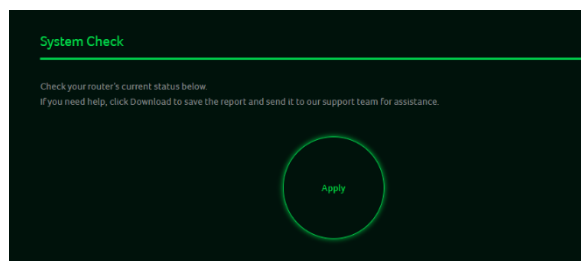 System Check
Check your router's current status below.
If you need help, click Download to save the report and send it to our support team for assistance.
Apply